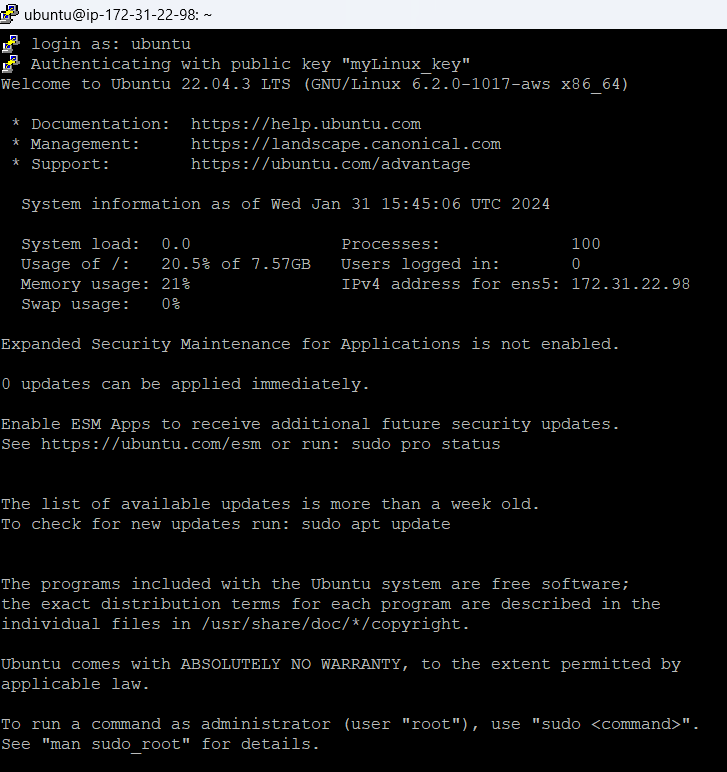 ubuntu@ip-172-31-22-98: ~
login as: ubuntu
Authenticating with public key "myLinux_key"
Welcome to Ubuntu 22.04.3 LTS (GNU/Linux 6.2.0-1017-aws x86_64)
* Documentation:  https://help.ubuntu.com
* Management:     https://landscape.canonical.com
* Support:        https://ubuntu.com/advantage
System information as of Wed Jan 31 15:45:06 UTC 2024
System load:  0.0               Processes:             100
Usage of /:   20.5% of 7.57GB   Users logged in:       0
Memory usage: 21%               IPv4 address for ens5: 172.31.22.98
Swap usage:   0%
Expanded Security Maintenance for Applications is not enabled.
0 updates can be applied immediately.
Enable ESM Apps to receive additional future security updates.
See https://ubuntu.com/esm or run: sudo pro status
The list of available updates is more than a week old.
To check for new updates run: sudo apt update
The programs included with the Ubuntu system are free software;
the exact distribution terms for each program are described in the
individual files in /usr/share/doc/*/copyright.
Ubuntu comes with ABSOLUTELY NO WARRANTY, to the extent permitted by
applicable law.
To run a command as administrator (user "root"), use "sudo <command>".
See "man sudo_root" for details.